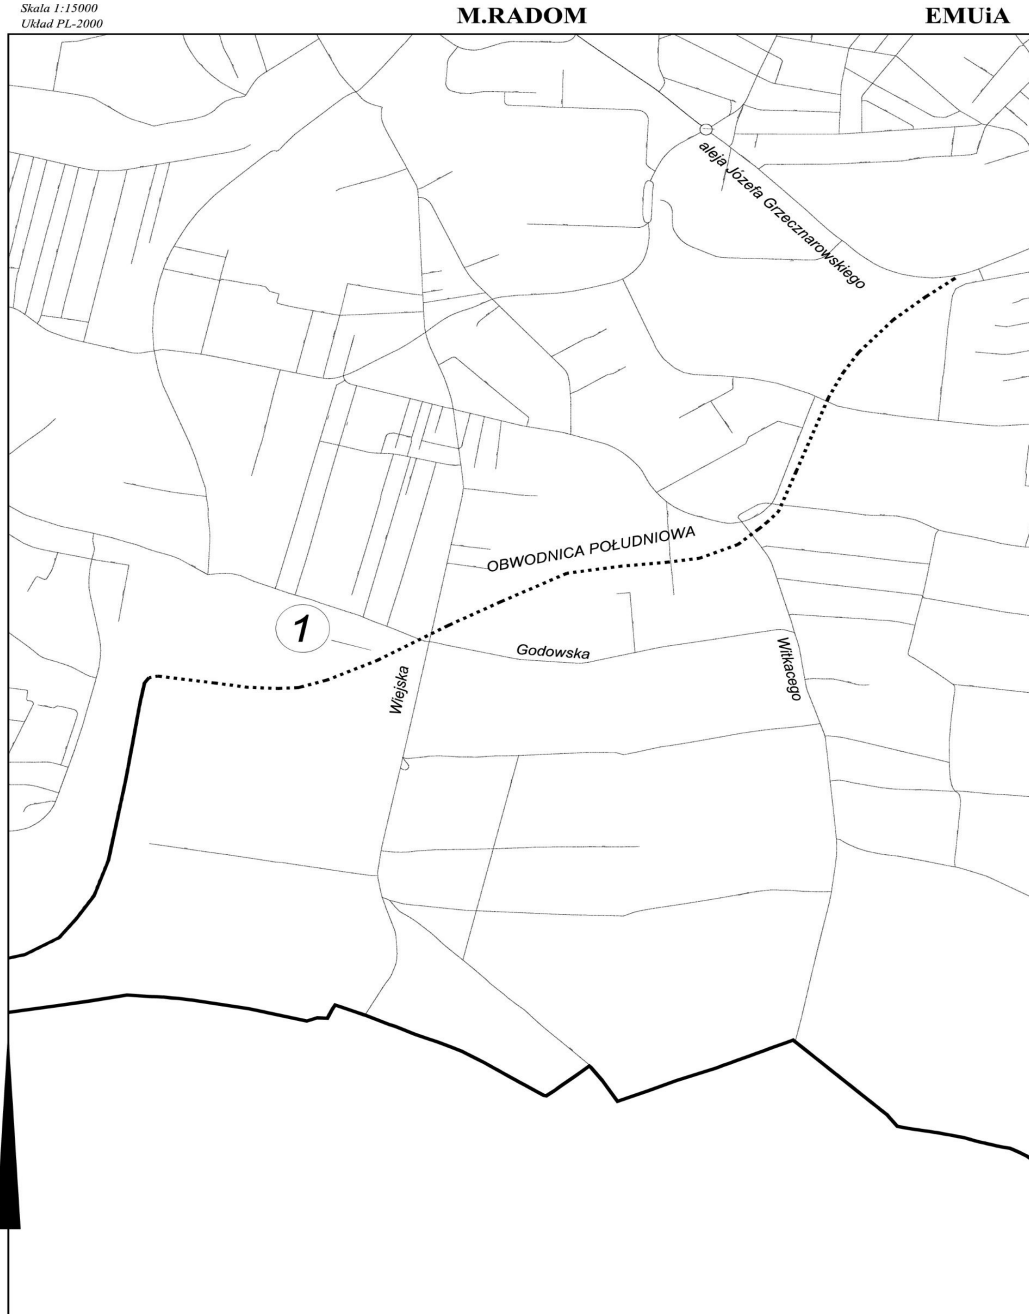 Skala 1:15000
Układ PL-2000
M.RADOM
EMUiA
aleja Józefa Grzecznarowskiego
OBWODNICA POŁUDNIOWA
1
Godowska
Wiejska
Witkacego